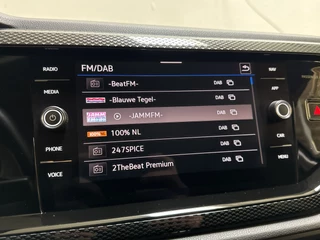 FM/DAB
RADIO
MEDIA
PHONE
VOICE
-BeatFM- DAB
-Blauwe Tegel- DAB
-JAMMFM- DAB
100% NL DAB
247SPICE DAB
2TheBeat Premium DAB
NAV
APP
CAR
MENU